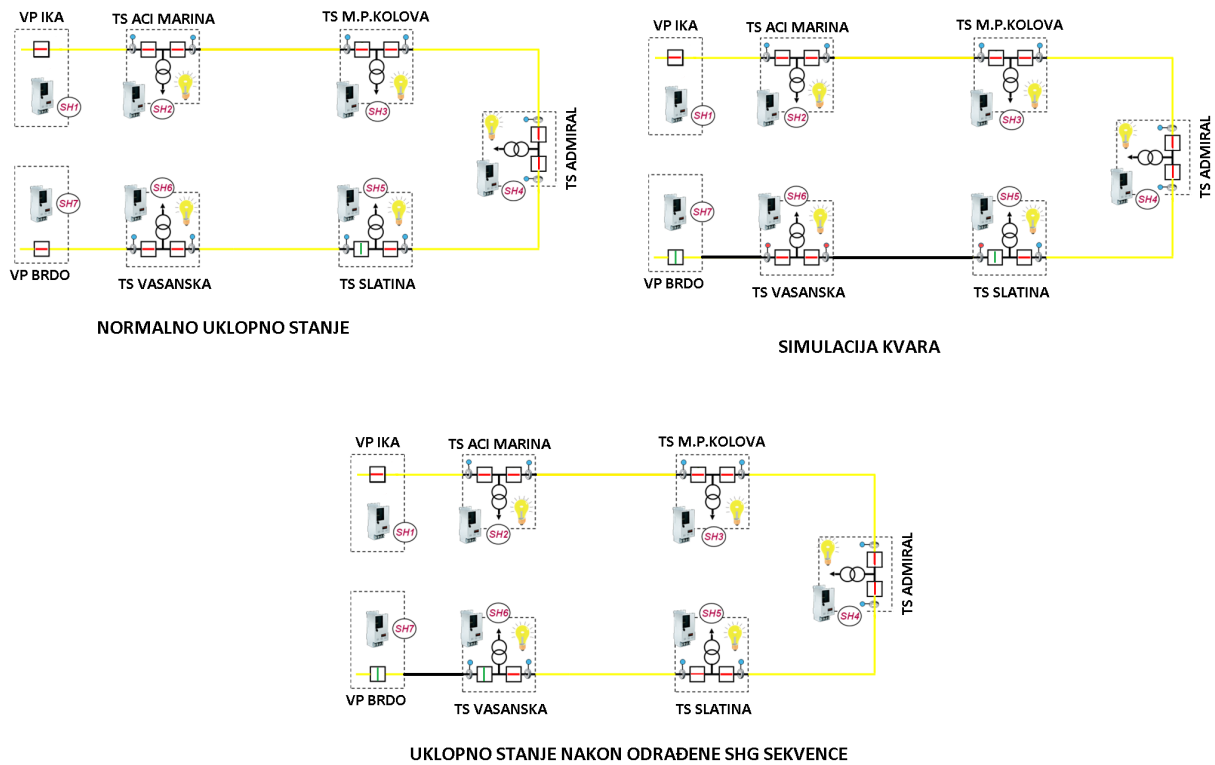 VP IKA
TS ACI MARINA
TS M.P.KOLOVA
SH1
SH2
SH3
TS ADMIRAL
SH4
SH7
SH6
SH5
VP BRDO
TS VASANSKA
TS SLATINA
NORMALNO UKLOPNO STANJE
VP IKA
TS ACI MARINA
TS M.P.KOLOVA
SH1
SH2
SH3
TS ADMIRAL
SH4
SH7
SH6
SH5
VP BRDO
TS VASANSKA
TS SLATINA
SIMULACIJA KVARA
VP IKA
TS ACI MARINA
TS M.P.KOLOVA
SH1
SH2
SH3
TS ADMIRAL
SH4
SH7
SH6
SH5
VP BRDO
TS VASANSKA
TS SLATINA
UKLOPNO STANJE NAKON ODRAĐENE SHG SEKVENCE